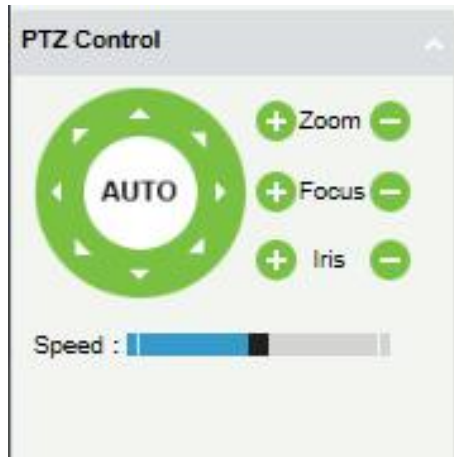 PTZ Control
Zoom
AUTO
Focus
Iris
Speed :